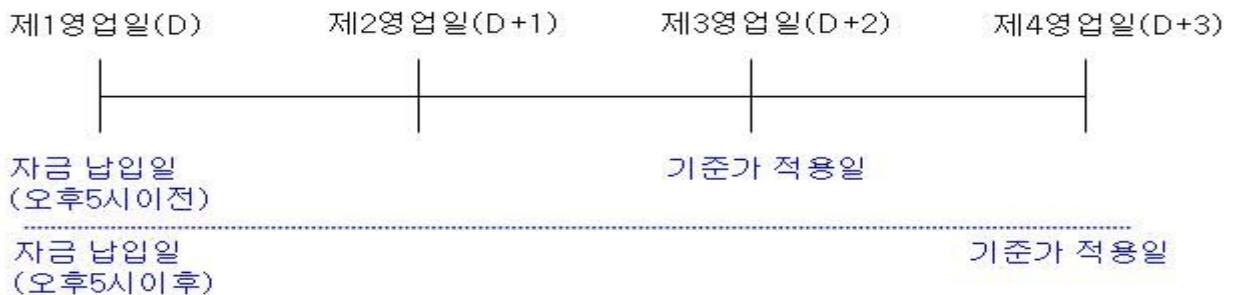 제1영업일(D) 제2영업일(D+1) 제3영업일(D+2) 제4영업일(D+3)
자금 납입일 기준가 적용일
(오후5시이전)
자금 납입일 기준가 적용일
(오후5시이후)